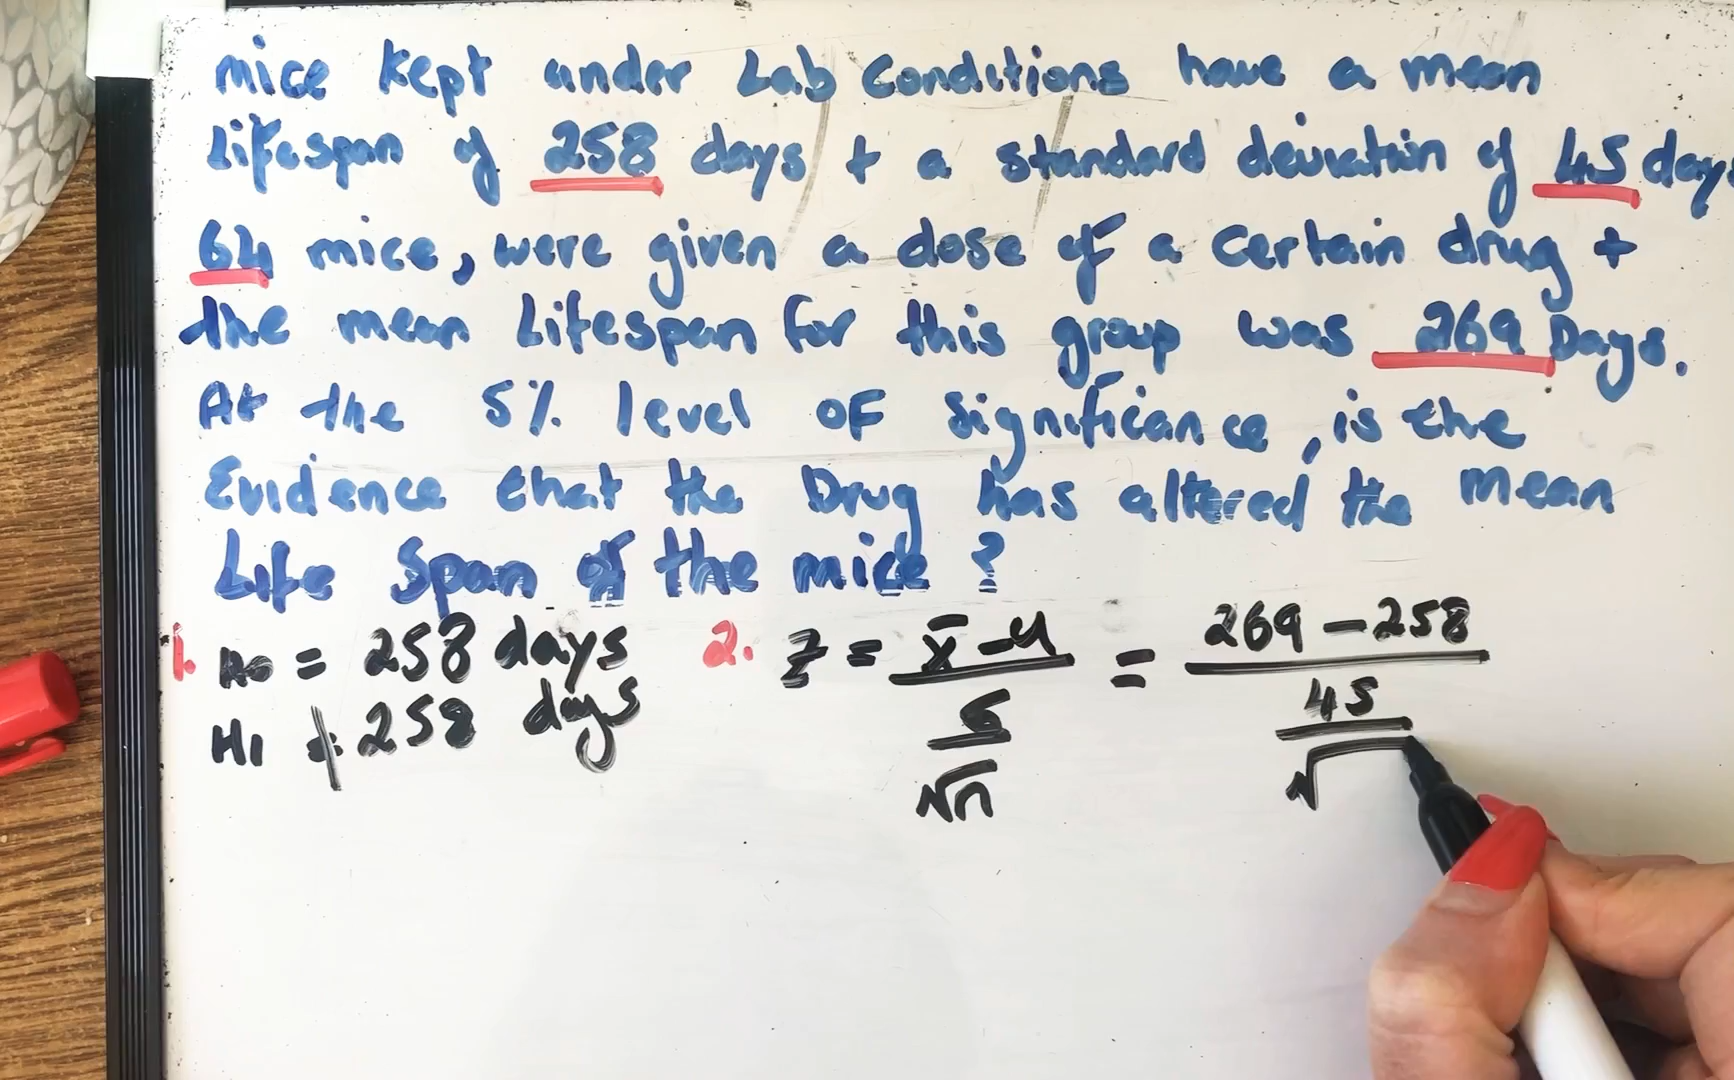 mice kept under Lab Conditions have a mean
Lifespan of 258 days + a standard deviation of 45 days
64 mice, were given a dose of a certain drug +
the mean Lifespan for this group was 269 Days.
At the 5% level OF significance, is the
Evidence that the Drug has altered the mean
Life Span of the mice ?
1. H₀ = 258 days
H₁ ≠ 258 days
2. Z = (x̄ - μ) / (σ / √n) = (269 - 258) / (45 / √